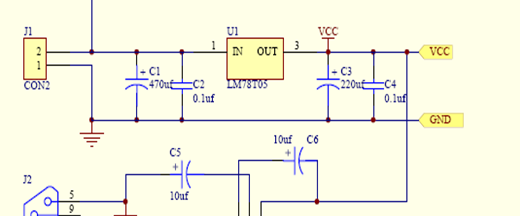 J1
2
1
CON2
+ C1
470uf
C2
0.1uf
1
U1
IN OUT
LM78T05
3
VCC
+ C3
220uf
C4
0.1uf
VCC
GND
C5
+
10uf
10uf C6
+
J2
5
9